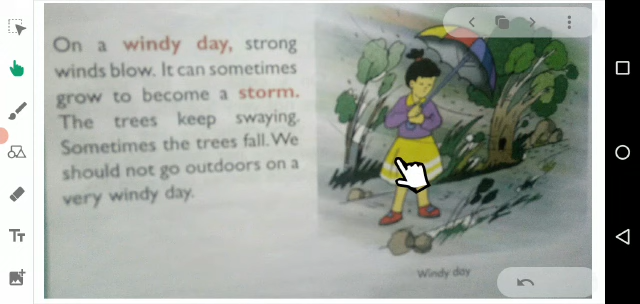 On a windy day, strong
winds blow. It can sometimes
grow to become a storm.
The trees keep swaying.
Sometimes the trees fall. We
should not go outdoors on a
very windy day.
Windy day
TT